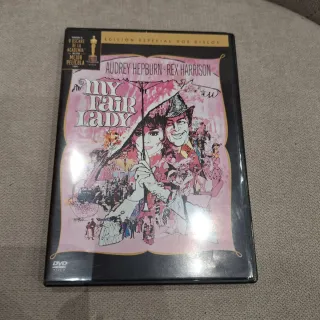 EDICIÓN ESPECIAL DOS DISCOS
AUDREY HEPBURN · REX HARRISON
MY
FAIR
LADY
DVD